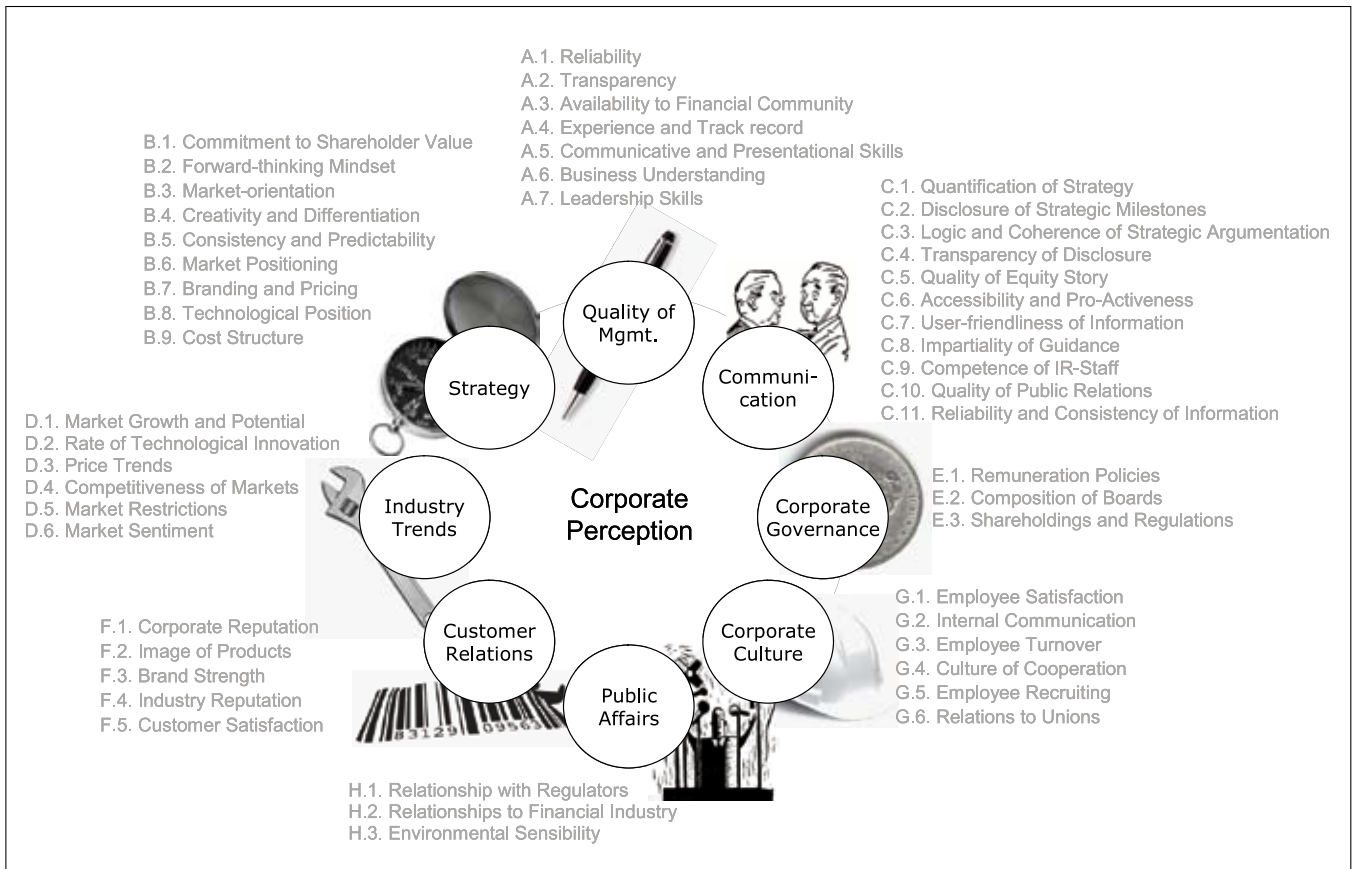 A.1. Reliability
A.2. Transparency
A.3. Availability to Financial Community
A.4. Experience and Track record
A.5. Communicative and Presentational Skills
A.6. Business Understanding
A.7. Leadership Skills
B.1. Commitment to Shareholder Value
B.2. Forward-thinking Mindset
B.3. Market-orientation
B.4. Creativity and Differentiation
B.5. Consistency and Predictability
B.6. Market Positioning
B.7. Branding and Pricing
B.8. Technological Position
B.9. Cost Structure
C.1. Quantification of Strategy
C.2. Disclosure of Strategic Milestones
C.3. Logic and Coherence of Strategic Argumentation
C.4. Transparency of Disclosure
C.5. Quality of Equity Story
C.6. Accessibility and Pro-Activeness
C.7. User-friendliness of Information
C.8. Impartiality of Guidance
C.9. Competence of IR-Staff
C.10. Quality of Public Relations
C.11. Reliability and Consistency of Information
Quality of
Mgmt.
Strategy
Communi-
cation
D.1. Market Growth and Potential
D.2. Rate of Technological Innovation
D.3. Price Trends
D.4. Competitiveness of Markets
D.5. Market Restrictions
D.6. Market Sentiment
Industry
Trends
Corporate
Perception
Corporate
Governance
E.1. Remuneration Policies
E.2. Composition of Boards
E.3. Shareholdings and Regulations
F.1. Corporate Reputation
F.2. Image of Products
F.3. Brand Strength
F.4. Industry Reputation
F.5. Customer Satisfaction
Customer
Relations
Corporate
Culture
G.1. Employee Satisfaction
G.2. Internal Communication
G.3. Employee Turnover
G.4. Culture of Cooperation
G.5. Employee Recruiting
G.6. Relations to Unions
Public
Affairs
83129 09563
H.1. Relationship with Regulators
H.2. Relationships to Financial Industry
H.3. Environmental Sensibility